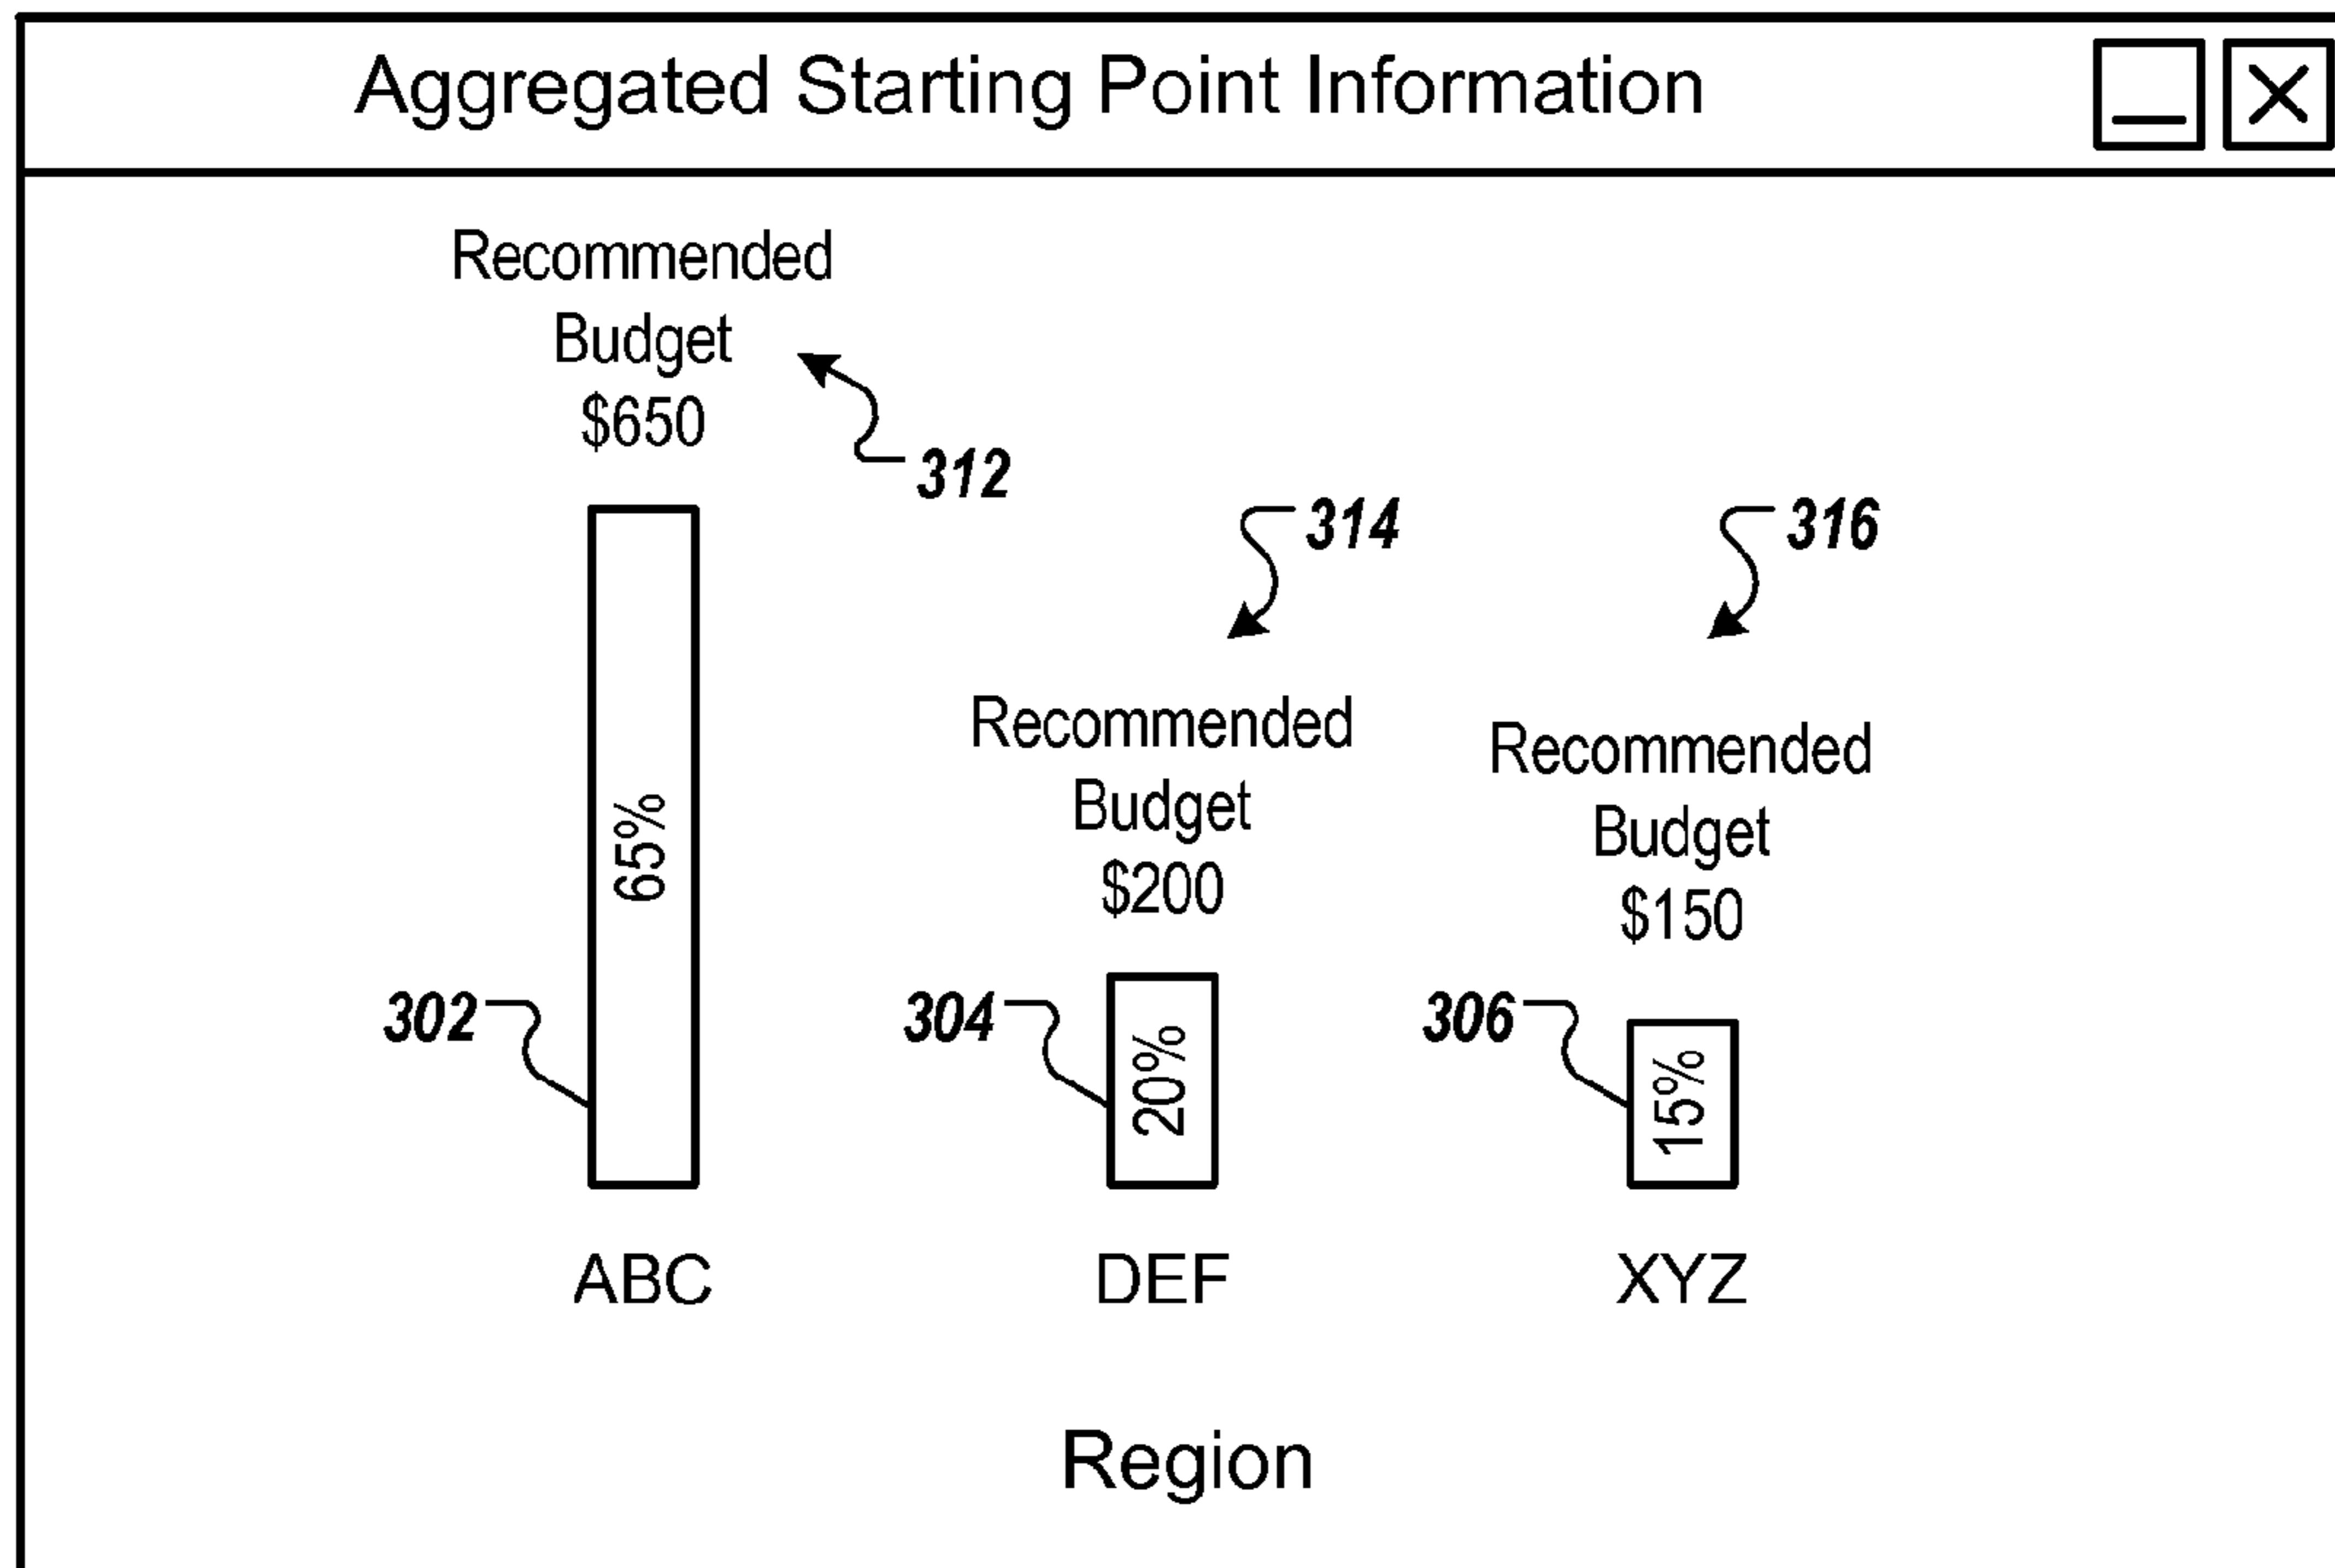 Aggregated Starting Point Information
Recommended
Budget
$650
312
314
316
Recommended
Budget
$200
Recommended
Budget
$150
65%
302
304
20%
306
15%
ABC
DEF
XYZ
Region